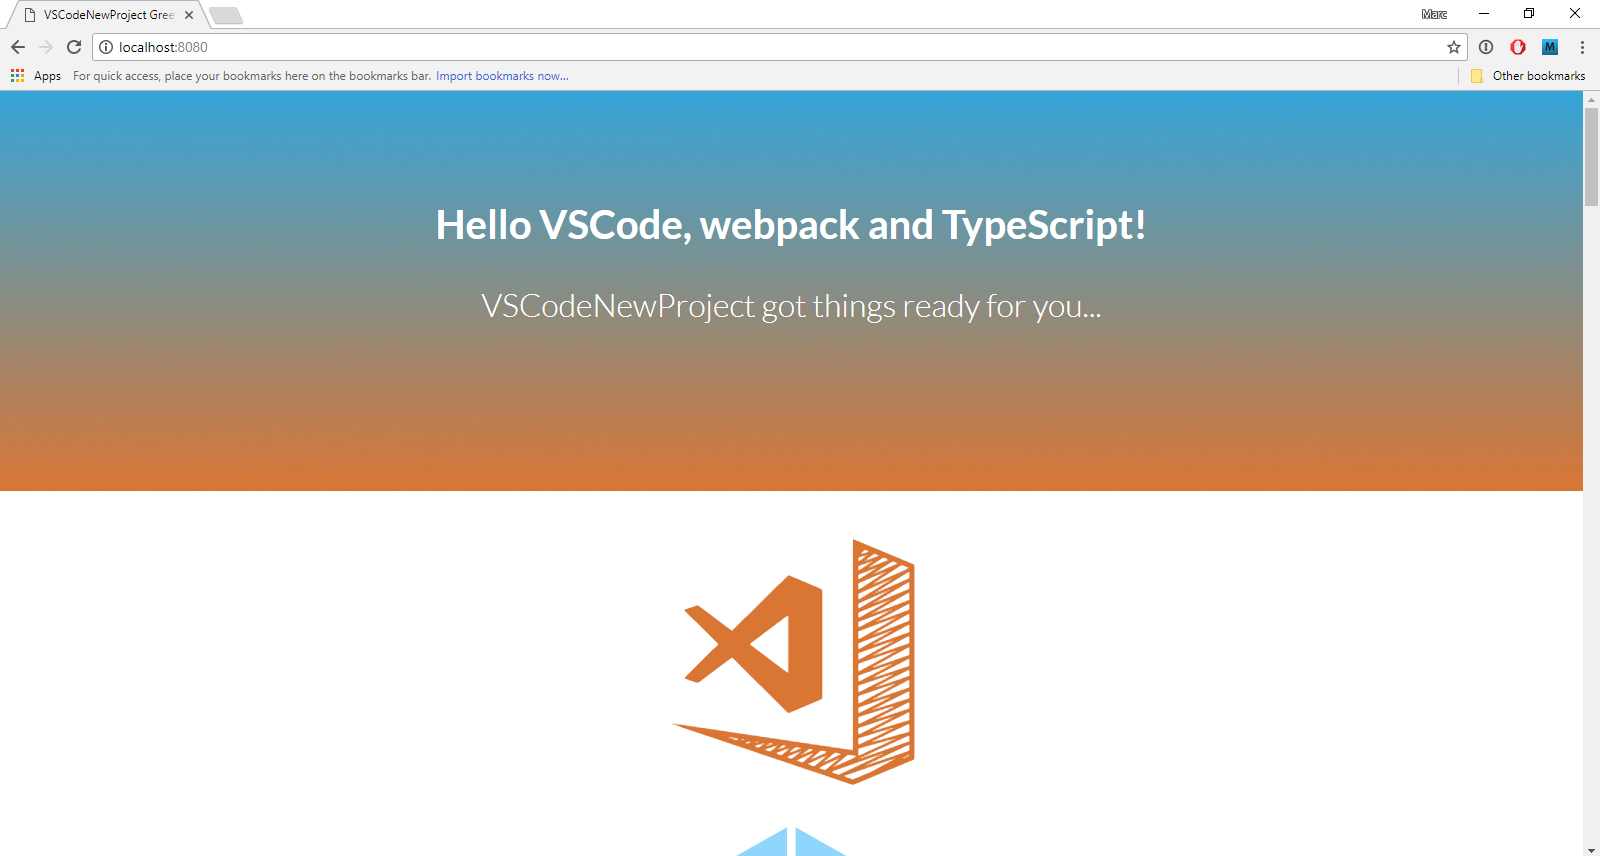 VSCodeNewProject Gree
Marc
localhost:8080
M
Apps
For quick access, place your bookmarks here on the bookmarks bar. Import bookmarks now...
Other bookmarks
Hello VSCode, webpack and TypeScript!
VSCodeNewProject got things ready for you...